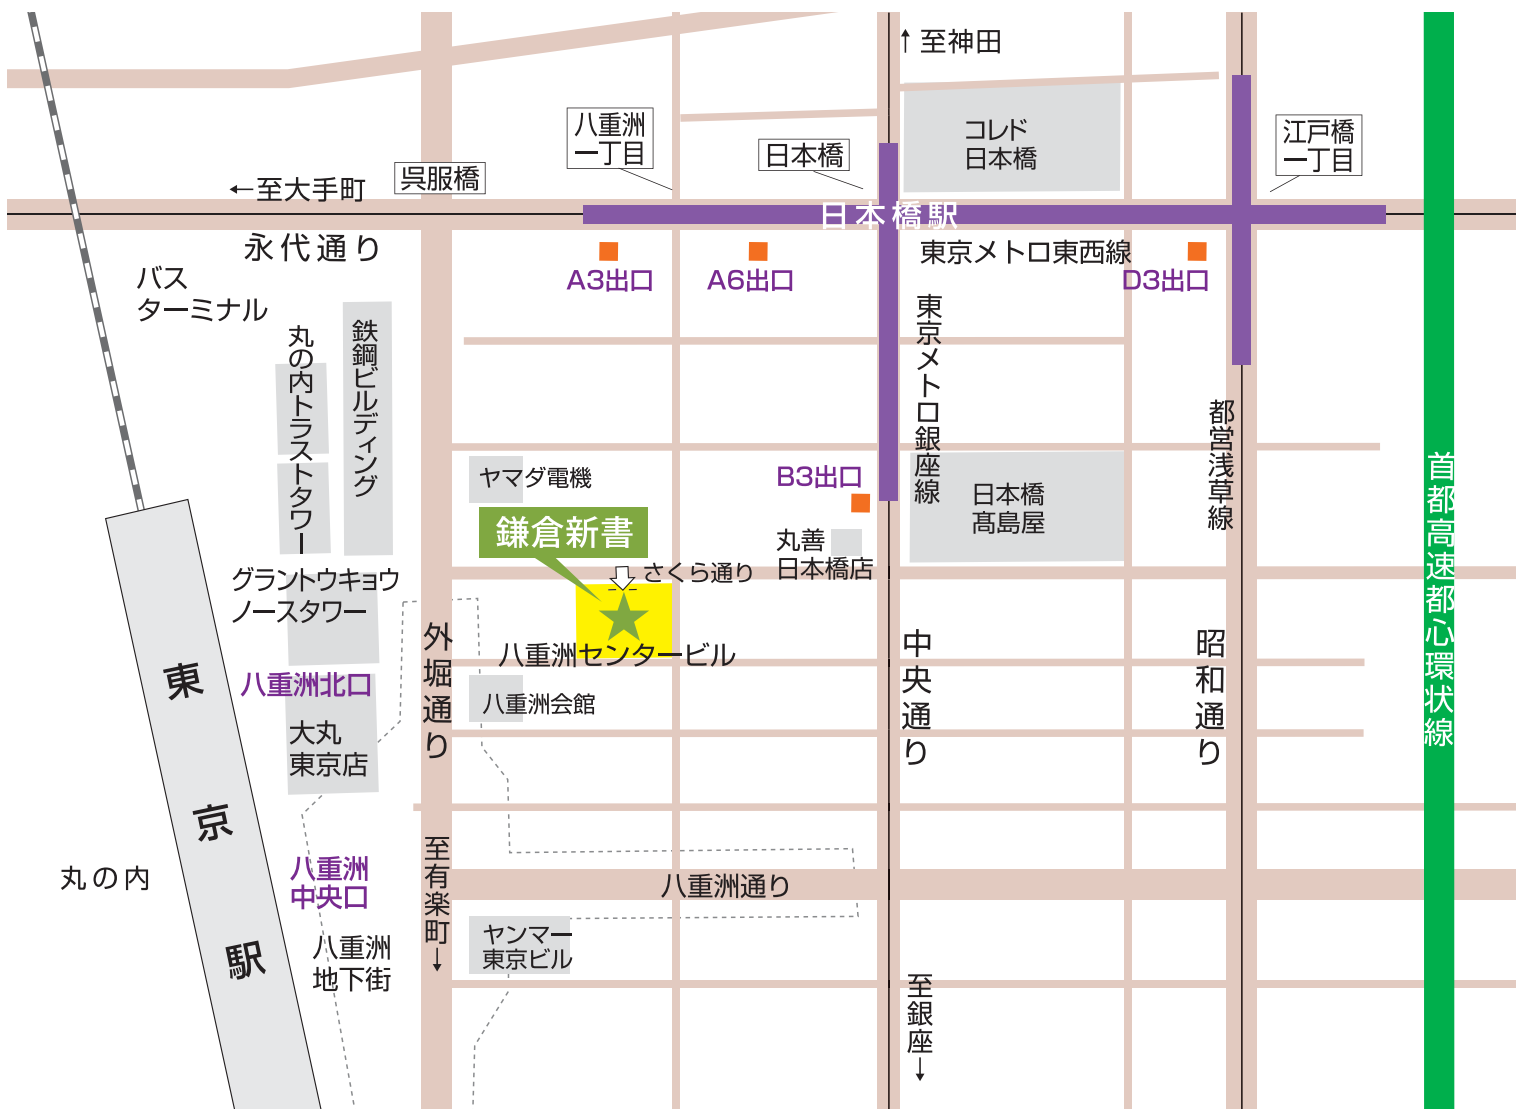 ↑ 至神田
八重洲
一丁目
日本橋
コレド
日本橋
江戸橋
一丁目
呉服橋
←至大手町
日本橋駅
永代通り
東京メトロ東西線
A3出口
A6出口
D3出口
バス
ターミナル
丸の内トラストタワー
鉄鋼ビルディング
東京メトロ銀座線
都営浅草線
首都高速都心環状線
ヤマダ電機
B3出口
日本橋
髙島屋
鎌倉新書
丸善
日本橋店
さくら通り
グラントウキョウ
ノースタワー
八重洲センタービル
外堀通り
中央通り
昭和通り
東京駅
八重洲北口
八重洲会館
大丸
東京店
至有楽町→
丸の内
八重洲
中央口
八重洲通り
八重洲
地下街
ヤンマー
東京ビル
至銀座→